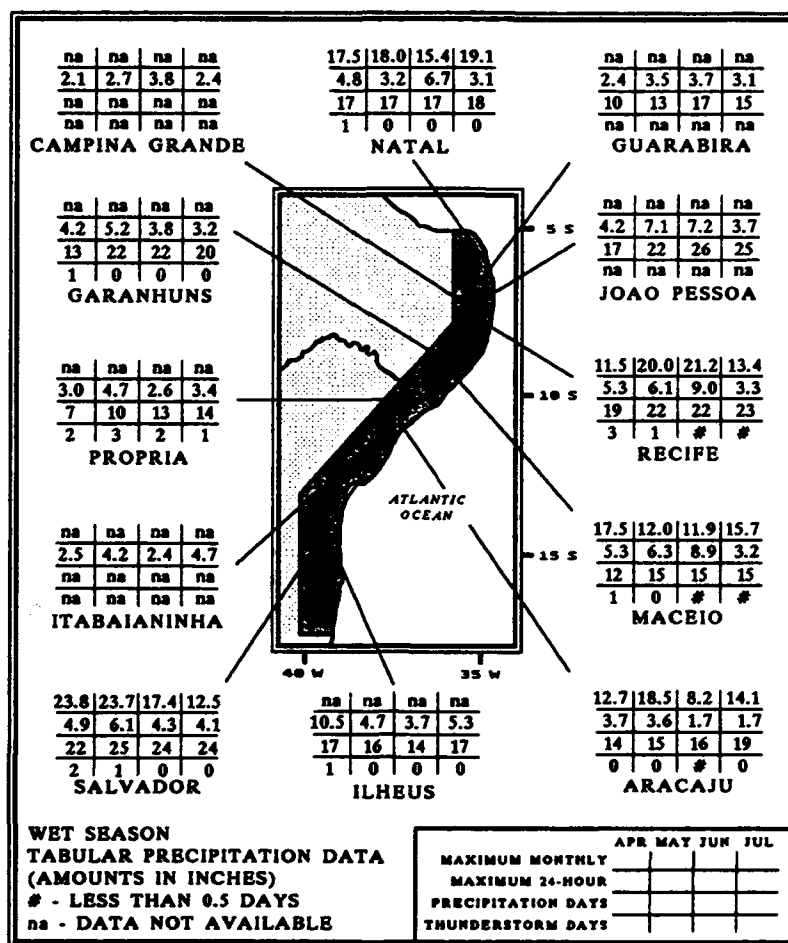 na na na na
2.1 2.7 3.8 2.4
na na na na
na na na na
CAMPINA GRANDE
17.5 18.0 15.4 19.1
4.8 3.2 6.7 3.1
17 17 17 18
1 0 0 0
NATAL
na na na na
2.4 3.5 3.7 3.1
10 13 17 15
na na na na
GUARABIRA
na na na na
4.2 5.2 3.8 3.2
13 22 22 20
1 0 0 0
GARANHUNS
5 S
na na na na
4.2 7.1 7.2 3.7
17 22 26 25
na na na na
JOAO PESSOA
na na na na
3.0 4.7 2.6 3.4
7 10 13 14
2 3 2 1
PROPRIA
10 S
11.5 20.0 21.2 13.4
5.3 6.1 9.0 3.3
19 22 22 23
3 1 # #
RECIFE
ATLANTIC
OCEAN
na na na na
2.5 4.2 2.4 4.7
na na na na
na na na na
ITABAIANINHA
15 S
17.5 12.0 11.9 15.7
5.3 6.3 8.9 3.2
12 15 15 15
1 0 # #
MACEIO
40 W
35 W
23.8 23.7 17.4 12.5
4.9 6.1 4.3 4.1
22 25 24 24
2 1 0 0
SALVADOR
na na na na
10.5 4.7 3.7 5.3
17 16 14 17
1 0 0 0
ILHEUS
12.7 18.5 8.2 14.1
3.7 3.6 1.7 1.7
14 15 16 19
0 0 # 0
ARACAJU
WET SEASON
TABULAR PRECIPITATION DATA
(AMOUNTS IN INCHES)
# - LESS THAN 0.5 DAYS
na - DATA NOT AVAILABLE
APR MAY JUN JUL
MAXIMUM MONTHLY
MAXIMUM 24-HOUR
PRECIPITATION DAYS
THUNDERSTORM DAYS